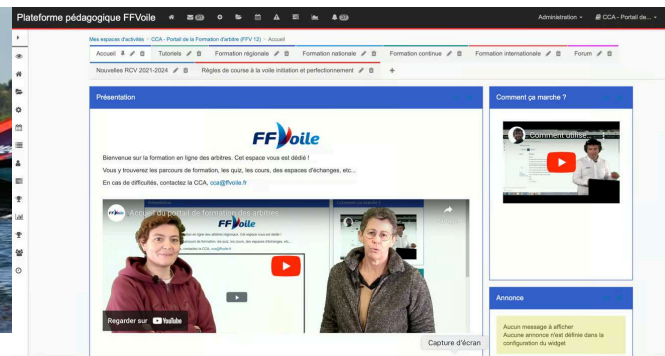 Plateforme pédagogique FFVoile
Administration
CCA - Portail de...
Mes espaces d'activités > CCA - Portail de la Formation d'arbitre (FFV 12) > Accueil
Accueil Tutoriels Formation régionale Formation nationale Formation continue Formation internationale Forum
Nouvelles RCV 2021-2024 Règles de course à la voile initiation et perfectionnement +
Présentation
Comment ça marche ?
FFVoile
Bienvenue sur la formation en ligne des arbitres. Cet espace vous est dédié !
Vous y trouverez les parcours de formation, les quiz, les cours, des espaces d'échanges, etc...
En cas de difficultés, contactez la CCA, cca@ffvoile.fr
Comment utilise...
Accueil du portail de formation des arbitres
FFVoile
Regarder sur YouTube
Annonce
Aucun message à afficher
Aucune annonce n'est définie dans la
configuration du widget
Capture d'écran